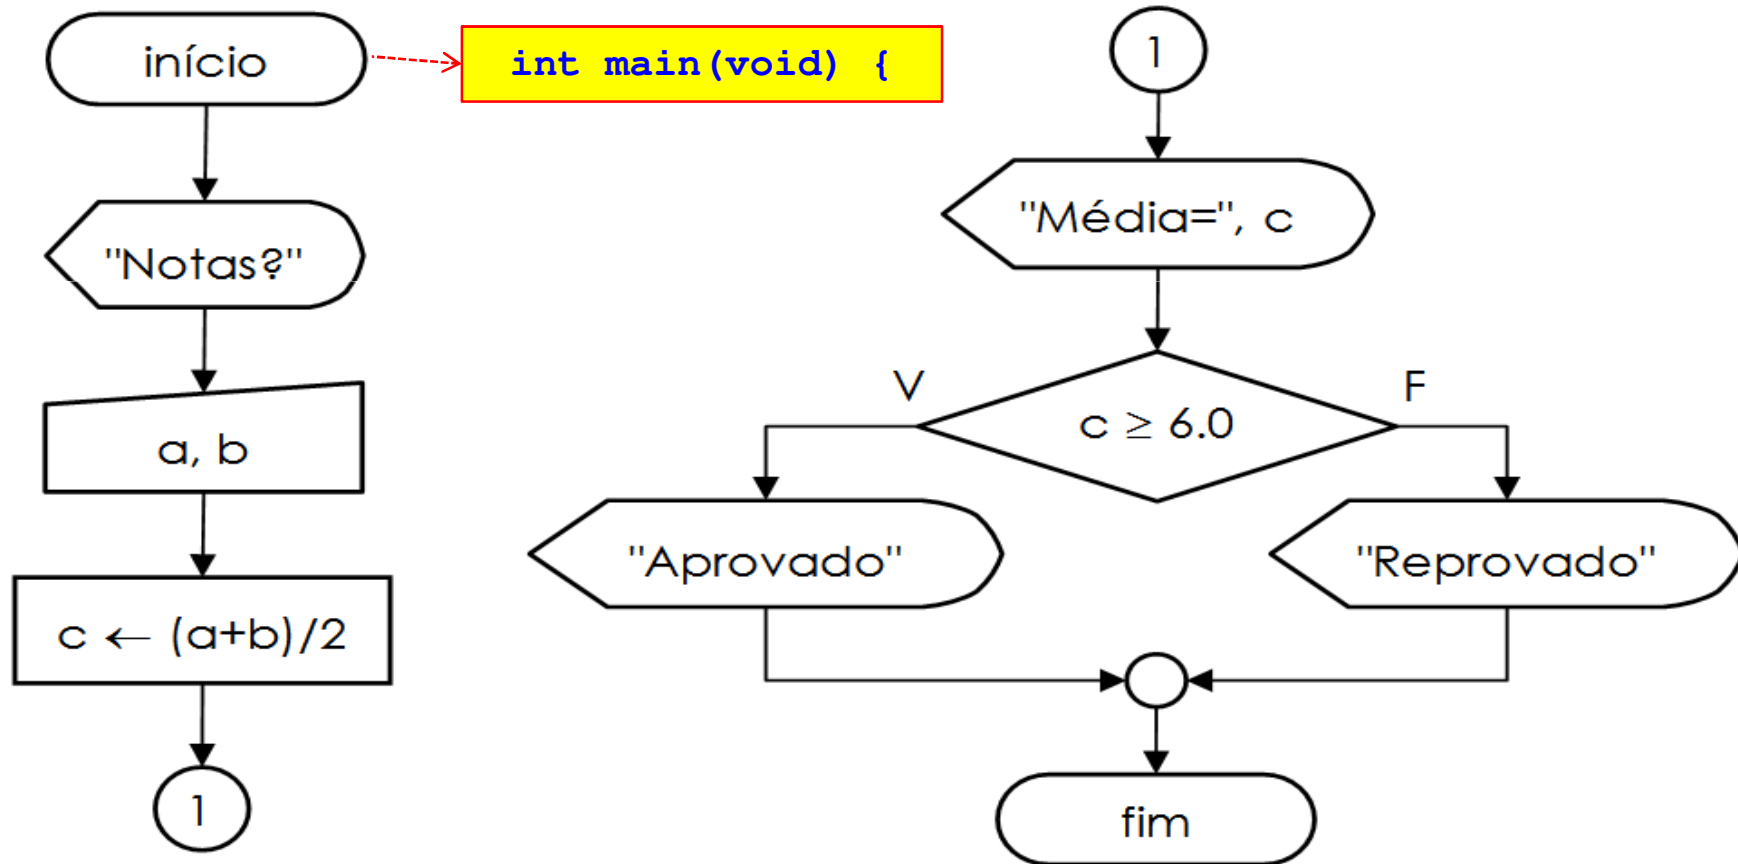 início
int main(void) {
"Notas?"
a, b
c ← (a+b)/2
1
1
"Média=", c
V
F
c ≥ 6.0
"Aprovado"
"Reprovado"
fim